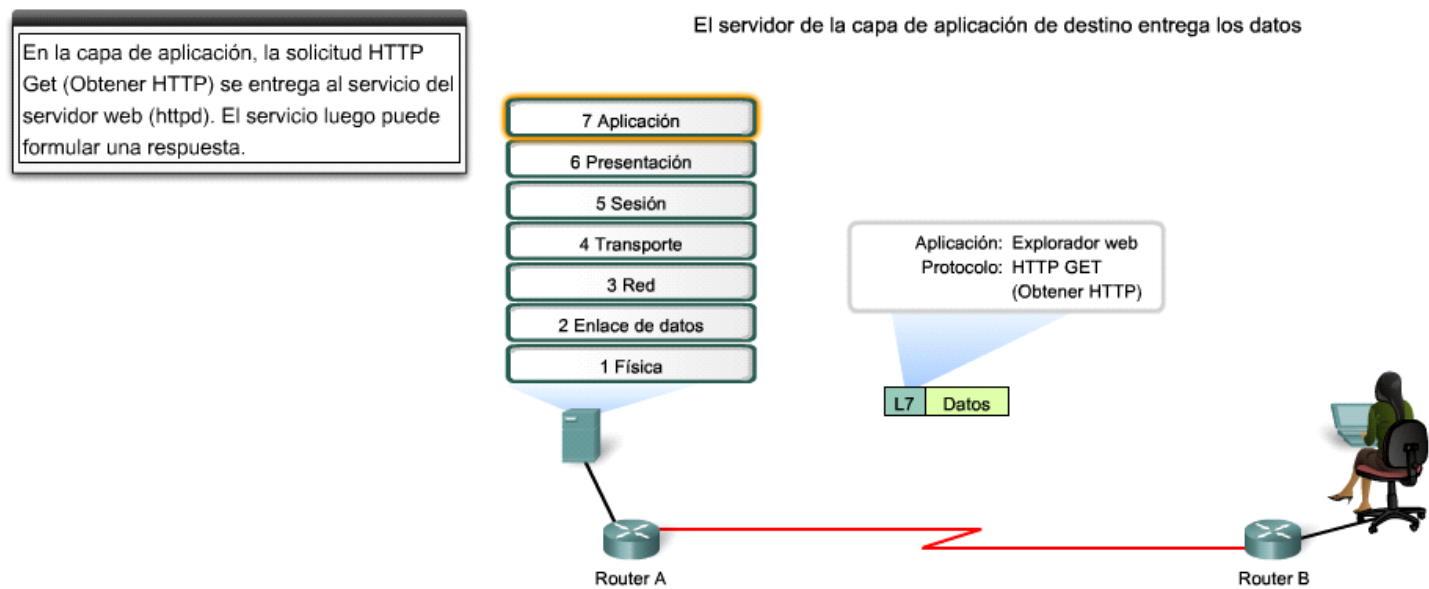 El servidor de la capa de aplicación de destino entrega los datos
En la capa de aplicación, la solicitud HTTP
Get (Obtener HTTP) se entrega al servicio del
servidor web (httpd). El servicio luego puede
formular una respuesta.
7 Aplicación
6 Presentación
5 Sesión
4 Transporte
3 Red
2 Enlace de datos
1 Física
Aplicación: Explorador web
Protocolo: HTTP GET
(Obtener HTTP)
L7 Datos
Router A
Router B